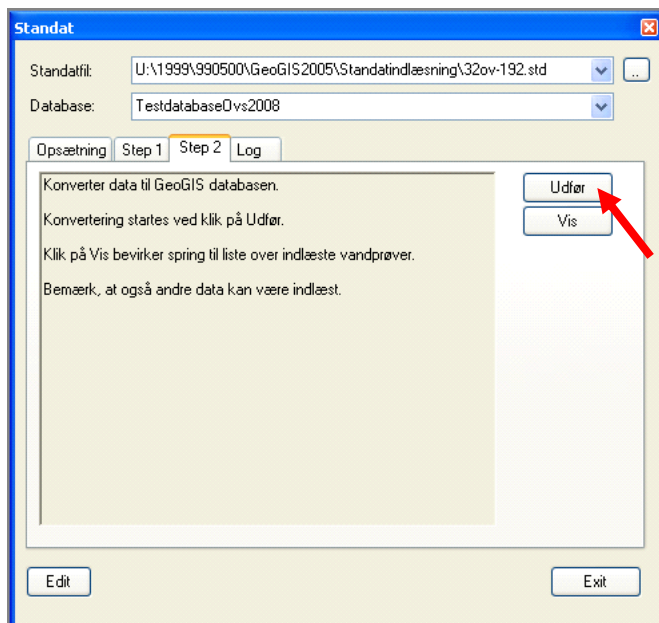 Standat
Standatfil:
U:\1999\990500\GeoGIS2005\Standatindlæsning\32ov-192.std
..
Database:
TestdatabaseOvs2008
Opsætning
Step 1
Step 2
Log
Konverter data til GeoGIS databasen.
Konvertering startes ved klik på Udfør.
Klik på Vis bevirker spring til liste over indlæste vandprøver.
Bemærk, at også andre data kan være indlæst.
Udfør
Vis
Edit
Exit